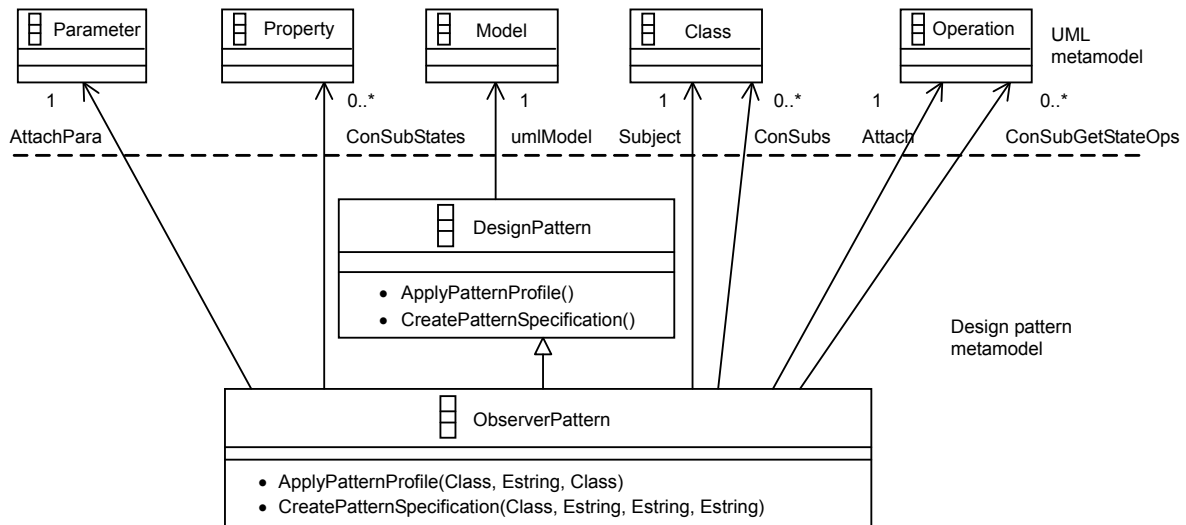 Parameter
Property
Model
Class
Operation
UML
metamodel
1
0..*
1
1
0..*
1
0..*
AttachPara
ConSubStates
umlModel
Subject
ConSubs
Attach
ConSubGetStateOps
DesignPattern
• ApplyPatternProfile()
• CreatePatternSpecification()
Design pattern
metamodel
ObserverPattern
• ApplyPatternProfile(Class, Estring, Class)
• CreatePatternSpecification(Class, Estring, Estring, Estring)